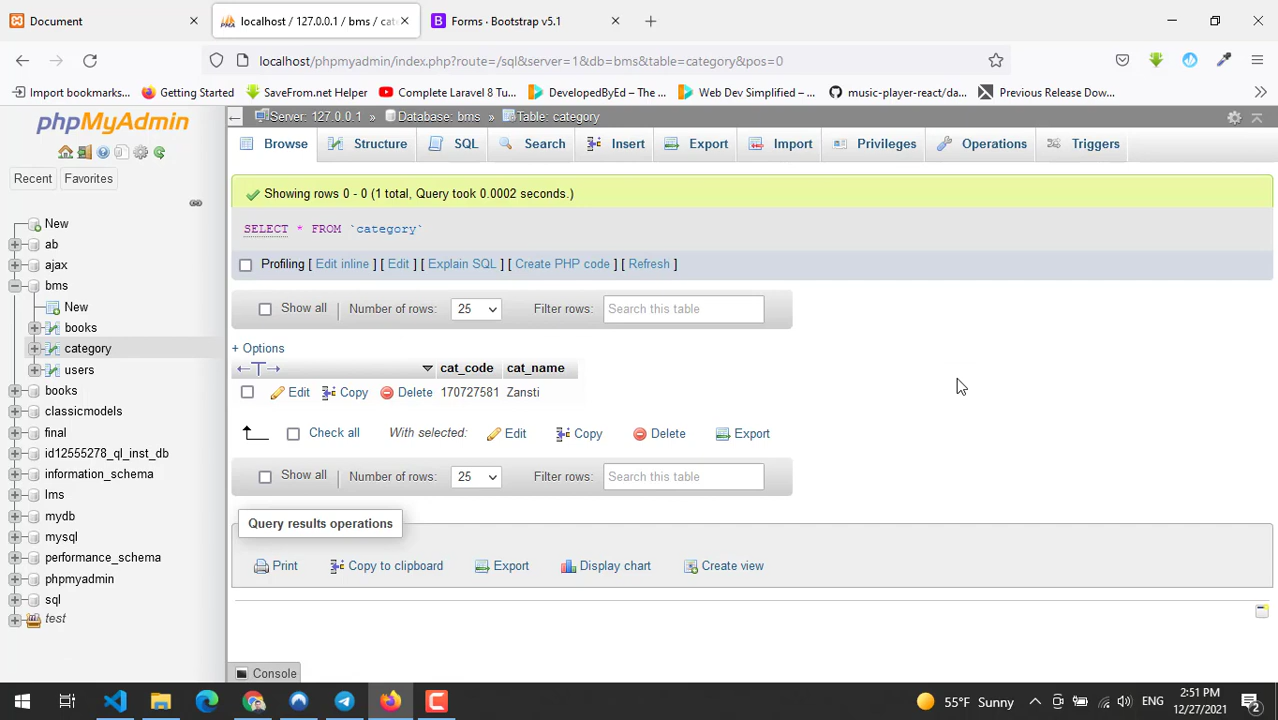 Document
localhost / 127.0.0.1 / bms / cat
Forms · Bootstrap v5.1
localhost/phpmyadmin/index.php?route=/sql&server=1&db=bms&table=category&pos=0
Import bookmarks...
Getting Started
SaveFrom.net Helper
Complete Laravel 8 Tu...
DevelopedByEd – The ...
Web Dev Simplified – ...
music-player-react/da...
Previous Release Dow...
phpMyAdmin
Recent
Favorites
New
ab
ajax
bms
New
books
category
users
books
classicmodels
final
id12555278_ql_inst_db
information_schema
lms
mydb
mysql
performance_schema
phpmyadmin
sql
test
Server: 127.0.0.1 » Database: bms » Table: category
Browse
Structure
SQL
Search
Insert
Export
Import
Privileges
Operations
Triggers
Showing rows 0 - 0 (1 total, Query took 0.0002 seconds.)
SELECT * FROM `category`
Profiling [ Edit inline ] [ Edit ] [ Explain SQL ] [ Create PHP code ] [ Refresh ]
Show all | Number of rows: 25 Filter rows: Search this table
+ Options
cat_code cat_name
Edit Copy Delete 170727581 Zansti
Check all With selected: Edit Copy Delete Export
Show all | Number of rows: 25 Filter rows: Search this table
Query results operations
Print Copy to clipboard Export Display chart Create view
Console
55°F Sunny
ENG
2:51 PM
12/27/2021
2